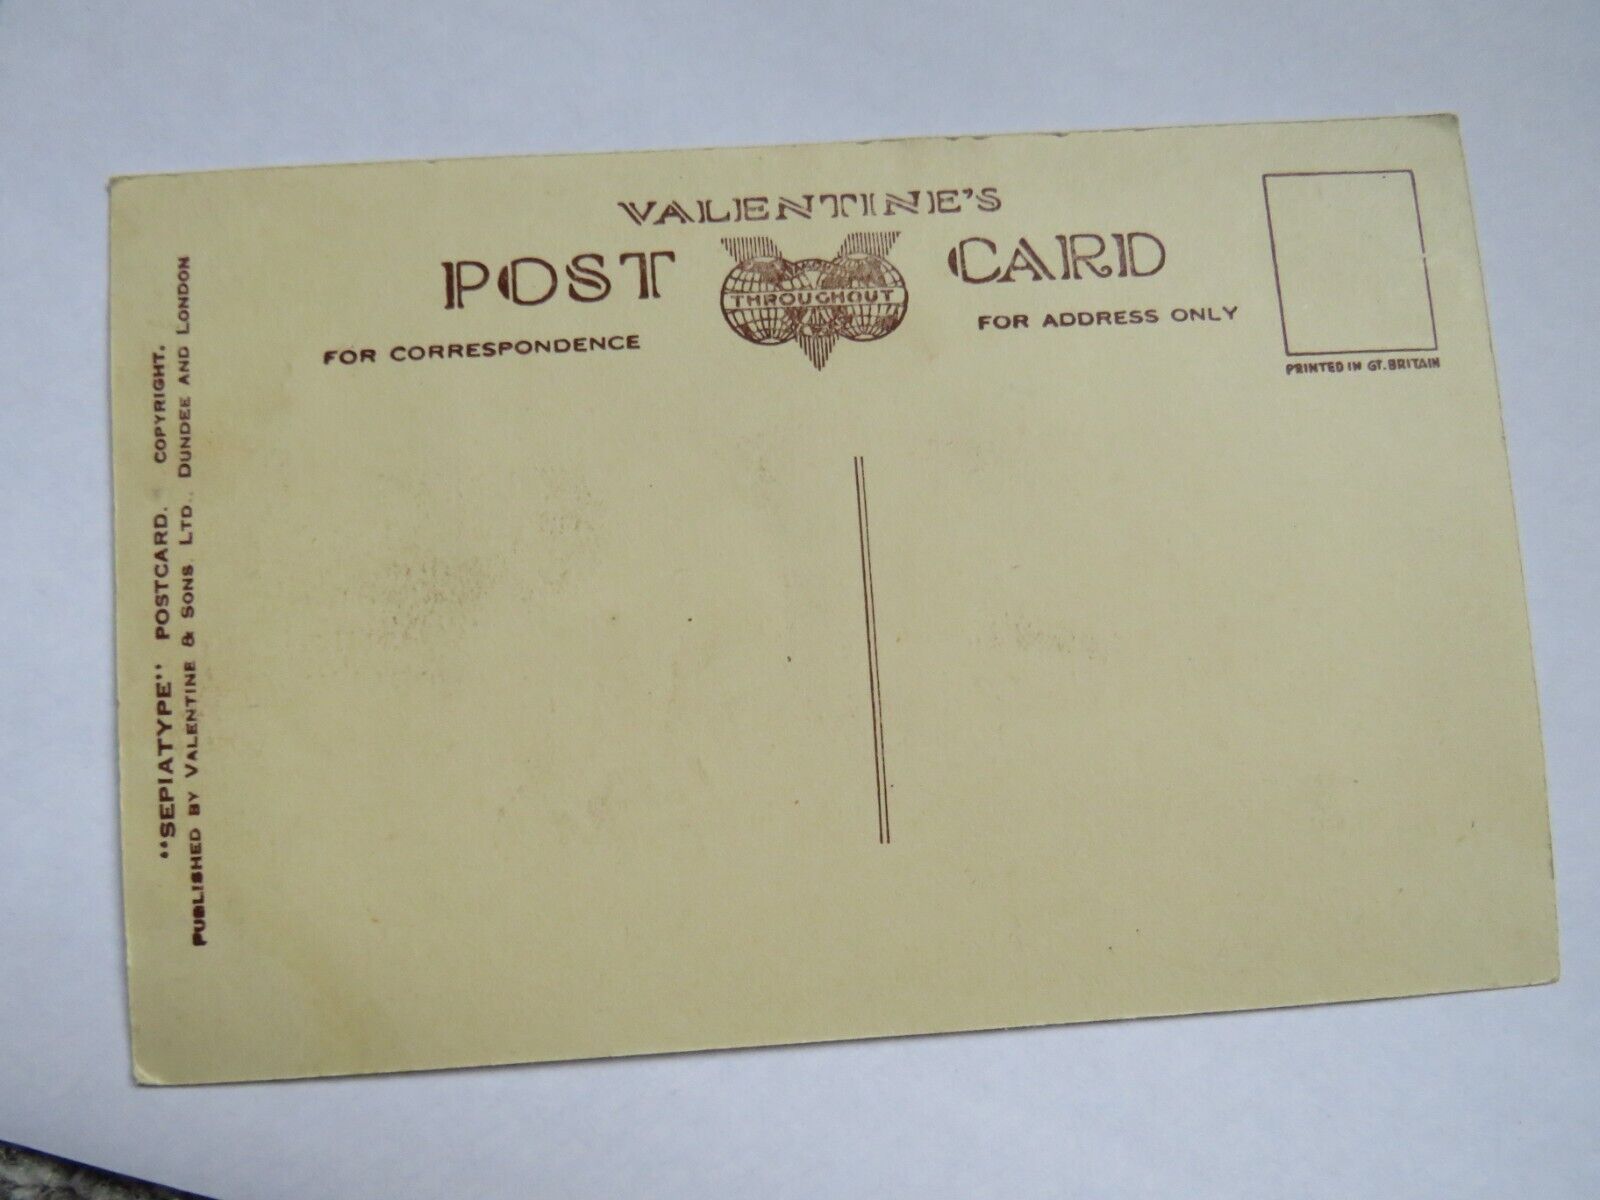 VALENTINE'S
POST CARD
THROUGHOUT
FOR CORRESPONDENCE
FOR ADDRESS ONLY
PRINTED IN GT. BRITAIN
"SEPIATYPE" POSTCARD. COPYRIGHT.
PUBLISHED BY VALENTINE & SONS. LTD., DUNDEE AND LONDON